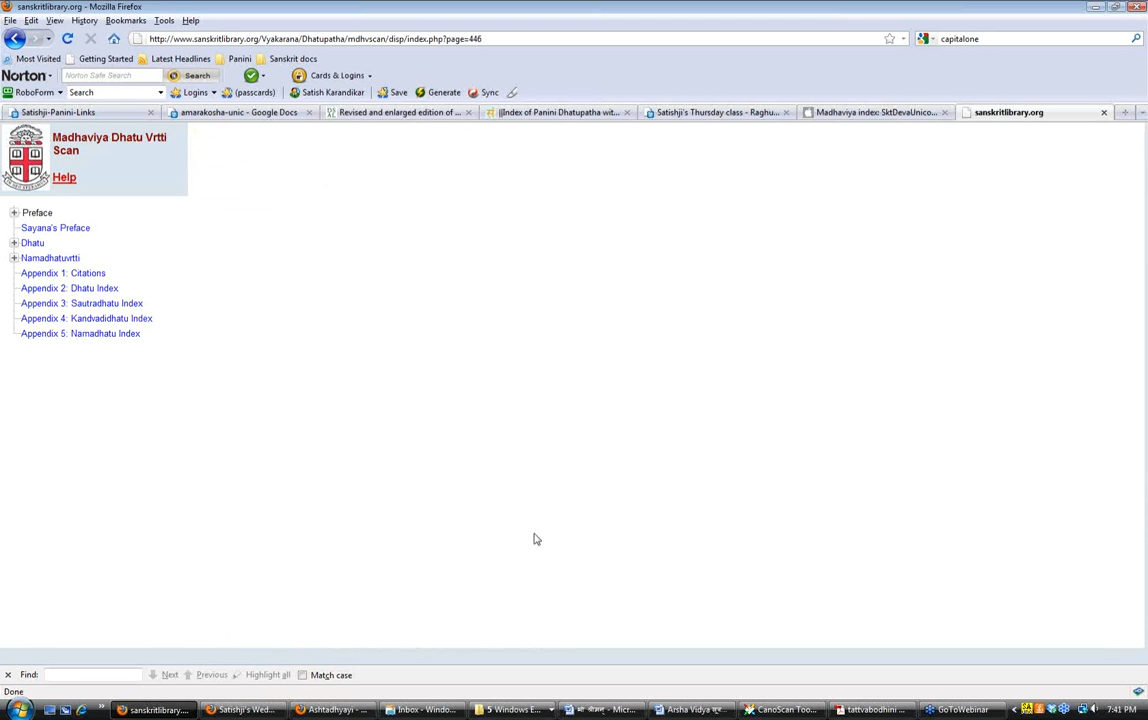 sanskritlibrary.org - Mozilla Firefox
File Edit View History Bookmarks Tools Help
http://www.sanskritlibrary.org/Vyakarana/Dhatupatha/mdhvscan/disp/index.php?page=446
capitalone
Most Visited Getting Started Latest Headlines Panini Sanskrit docs
Norton Norton Safe Search Search Cards & Logins
RoboForm Search Logins (passcards) Satish Karandikar Save Generate Sync
Satishji-Panini-Links amarakosha-unic - Google Docs Revised and enlarged edition of ... ||Index of Panini Dhatupatha wit... Satishji's Thursday class - Raghu... Madhaviya index: SktDevaUnico... sanskritlibrary.org
Madhaviya Dhatu Vrtti
Scan
Help
Preface
Sayana's Preface
Dhatu
Namadhatuvrtti
Appendix 1: Citations
Appendix 2: Dhatu Index
Appendix 3: Sautradhatu Index
Appendix 4: Kandvadidhatu Index
Appendix 5: Namadhatu Index
Find: Next Previous Highlight all Match case
Done
sanskritlibrary.... Satishji's Wed... Ashtadhyayi - ... Inbox - Window... 5 Windows E... Micr... Arsha Vidya CanoScan Too... tattvabodhini ... GoToWebinar 7:41 PM